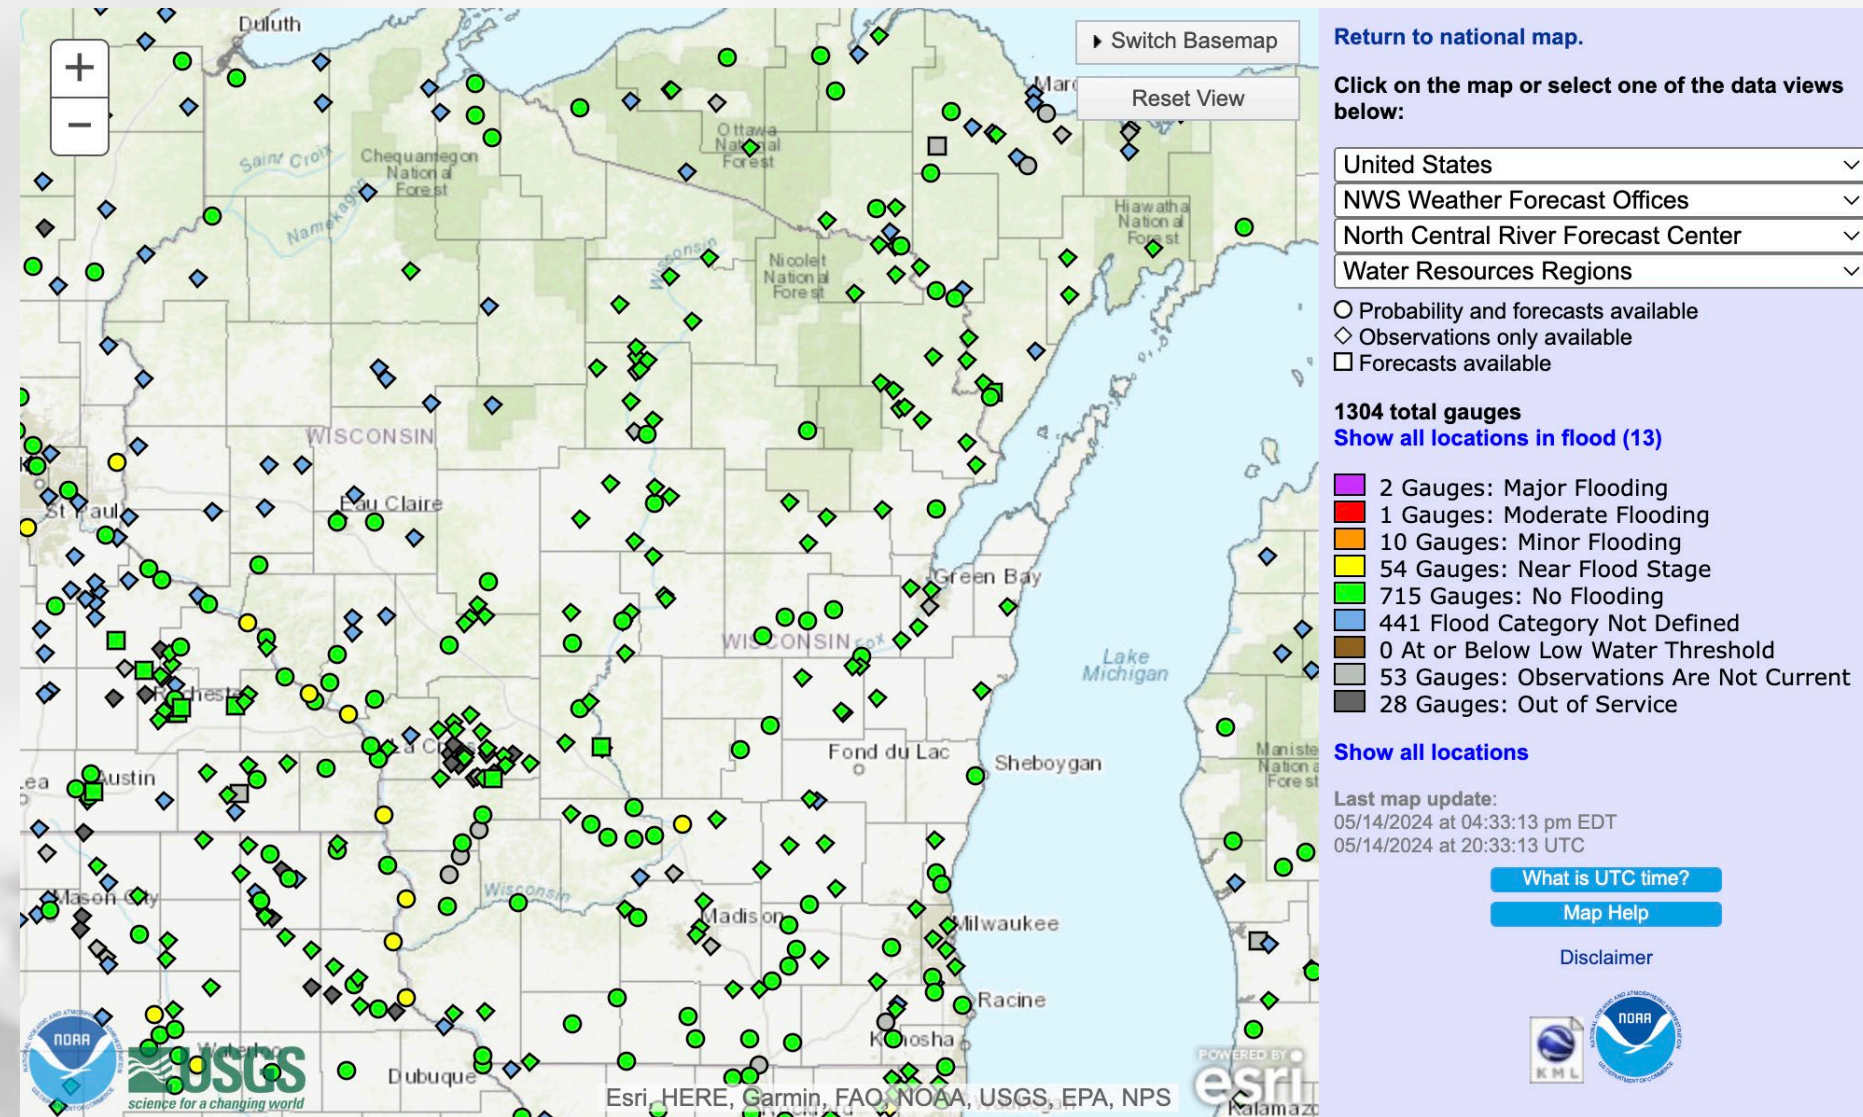 Duluth
Switch Basemap
+
Marq
Reset View
−
Ottawa
National
Forest
Saint Croix
Chequamegon
National
Forest
Namekagon
Hiawatha
National
Forest
Wisconsin
Nicolet
National
Forest
WISCONSIN
Eau Claire
St Paul
Green Bay
WISCONSIN
Fox
Lake
Michigan
Rochester
La Cross
Fond du Lac
Sheboygan
Manistee
National
Forest
Austin
Lea
Mason City
Wisconsin
Madison
Milwaukee
Racine
Kenosha
NOAA
Waterloo
USGS
science for a changing world
Dubuque
POWERED BY
esri
Esri, HERE, Garmin, FAO, NOAA, USGS, EPA, NPS
Kalamazo
Return to national map.
Click on the map or select one of the data views
below:
United States
NWS Weather Forecast Offices
North Central River Forecast Center
Water Resources Regions
Probability and forecasts available
Observations only available
Forecasts available
1304 total gauges
Show all locations in flood (13)
2 Gauges: Major Flooding
1 Gauges: Moderate Flooding
10 Gauges: Minor Flooding
54 Gauges: Near Flood Stage
715 Gauges: No Flooding
441 Flood Category Not Defined
0 At or Below Low Water Threshold
53 Gauges: Observations Are Not Current
28 Gauges: Out of Service
Show all locations
Last map update:
05/14/2024 at 04:33:13 pm EDT
05/14/2024 at 20:33:13 UTC
What is UTC time?
Map Help
Disclaimer
KML
NOAA